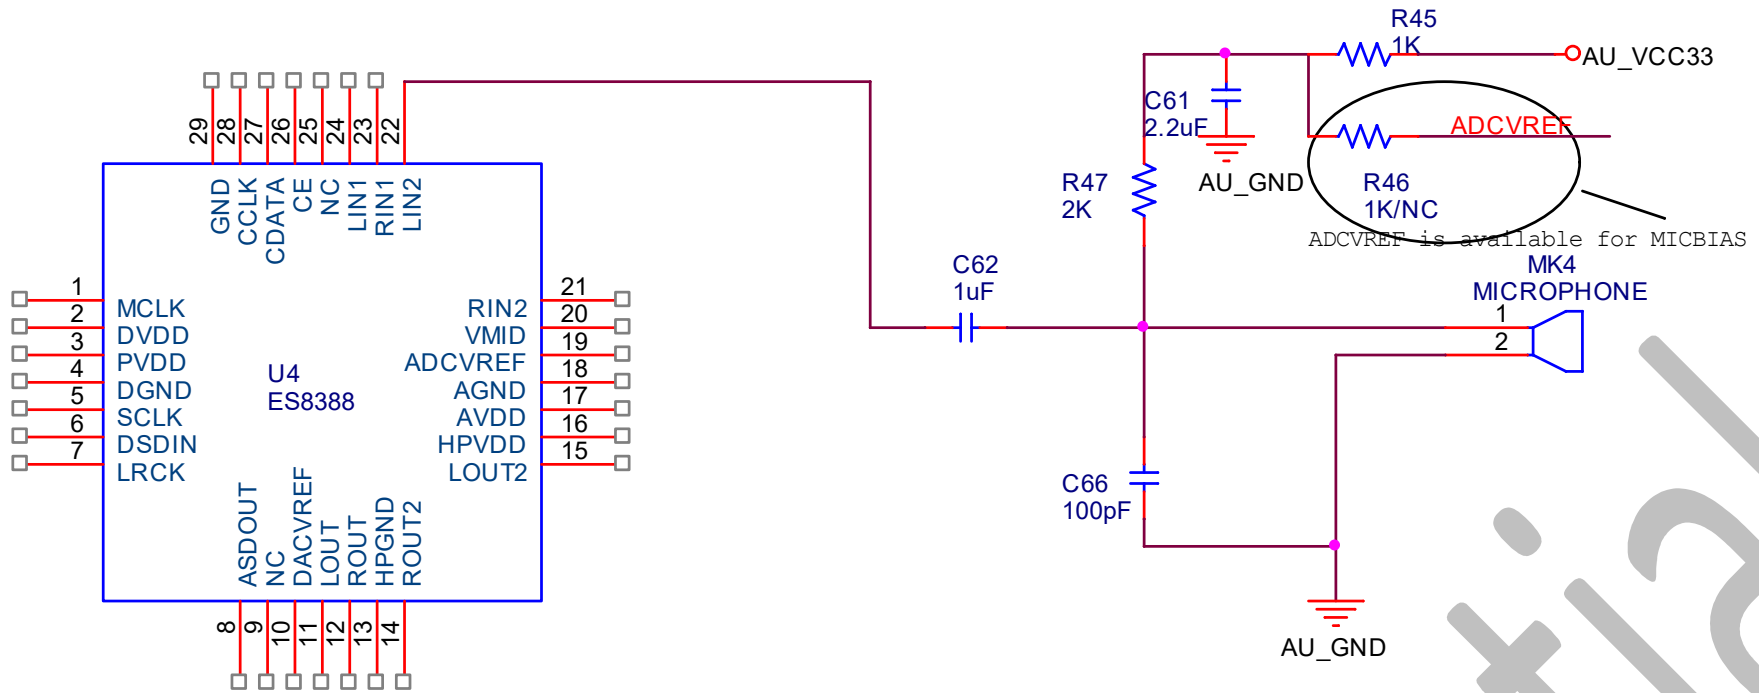 R45
1K
AU_VCC33
C61
2.2uF
ADCVREF
AU_GND
R47
2K
R46
1K/NC
ADCVREF is available for MICBIAS
MK4
MICROPHONE
1
2
C62
1uF
C66
100pF
AU_GND
29
28
27
26
25
24
23
22
GND
CCLK
CDATA
CE
NC
LIN1
RIN1
LIN2
1
2
3
4
5
6
7
MCLK
DVDD
PVDD
DGND
SCLK
DSDIN
LRCK
U4
ES8388
RIN2
VMID
ADCVREF
AGND
AVDD
HPVDD
LOUT2
21
20
19
18
17
16
15
ASDOUT
NC
DACVREF
LOUT
ROUT
HPGND
ROUT2
8
9
10
11
12
13
14
tial